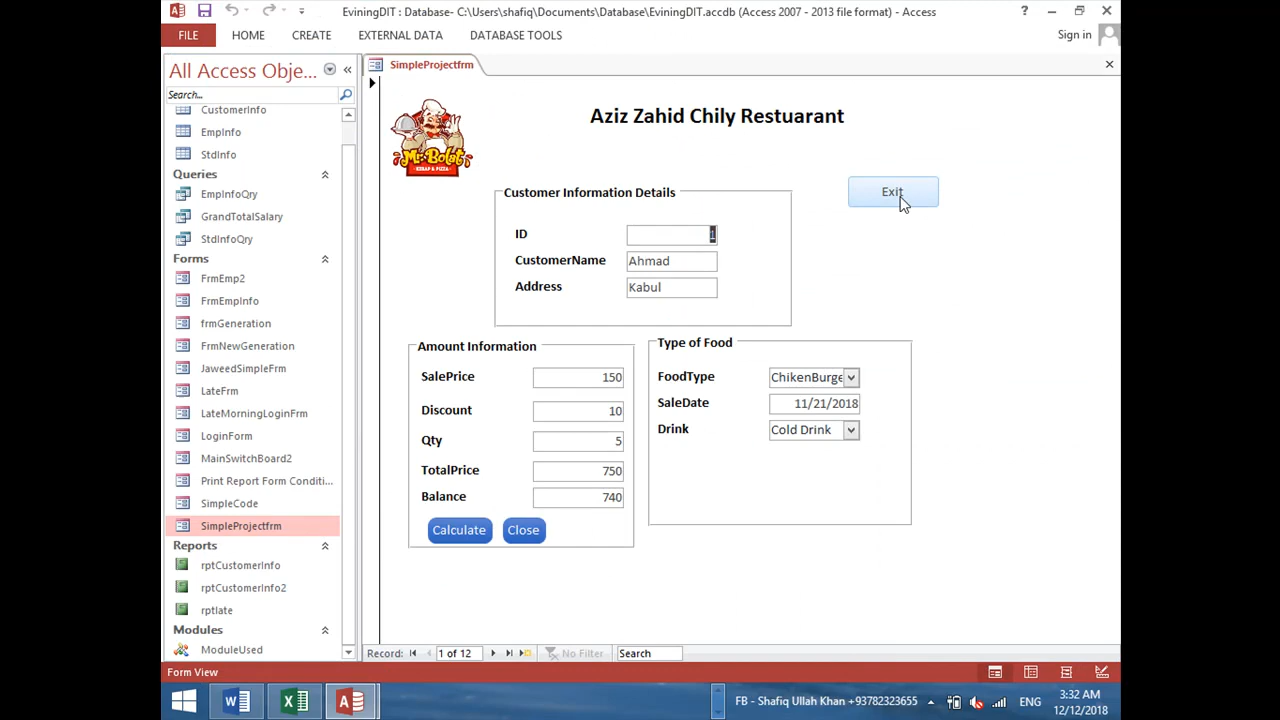 EviningDIT : Database- C:\Users\shafiq\Documents\Database\EviningDIT.accdb (Access 2007 - 2013 file format) - Access
FILE HOME CREATE EXTERNAL DATA DATABASE TOOLS Sign in
All Access Obje...
Search...
CustomerInfo
EmpInfo
StdInfo
Queries
EmpInfoQry
GrandTotalSalary
StdInfoQry
Forms
FrmEmp2
FrmEmpInfo
frmGeneration
FrmNewGeneration
JaweedSimpleFrm
LateFrm
LateMorningLoginFrm
LoginForm
MainSwitchBoard2
Print Report Form Conditi...
SimpleCode
SimpleProjectfrm
Reports
rptCustomerInfo
rptCustomerInfo2
rptlate
Modules
ModuleUsed
SimpleProjectfrm
Mr. Bolat
KEBAP & PIZZA
Aziz Zahid Chily Restuarant
Exit
Customer Information Details
ID 1
CustomerName Ahmad
Address Kabul
Amount Information
SalePrice 150
Discount 10
Qty 5
TotalPrice 750
Balance 740
Calculate Close
Type of Food
FoodType ChikenBurge
SaleDate 11/21/2018
Drink Cold Drink
Record: 1 of 12 No Filter Search
Form View
FB - Shafiq Ullah Khan +93782323655 ENG 3:32 AM
12/12/2018